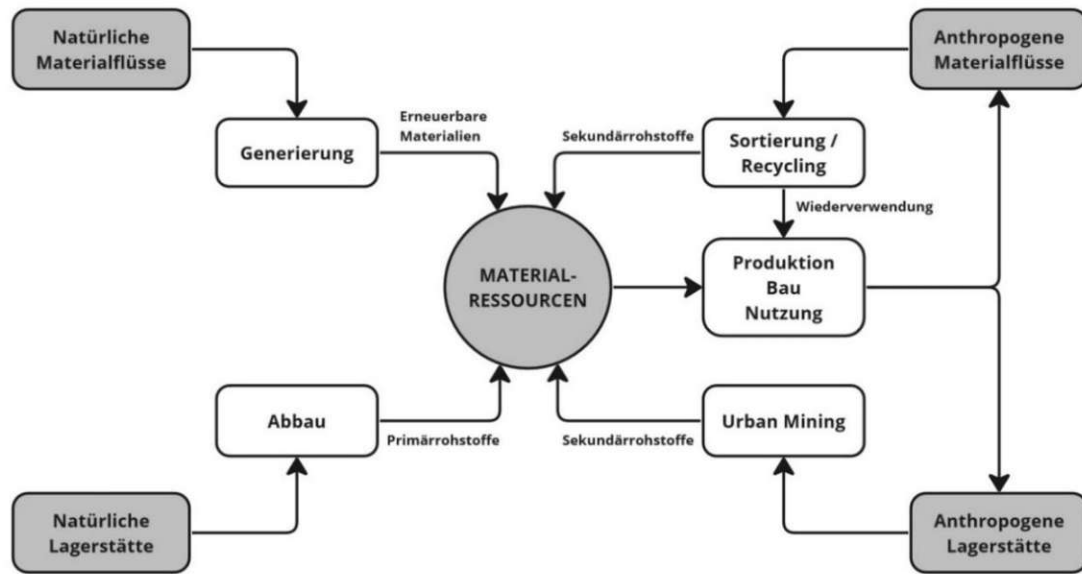 Natürliche
Materialflüsse
Anthropogene
Materialflüsse
Generierung
Erneuerbare
Materialien
Sekundärrohstoffe
Sortierung /
Recycling
Wiederverwendung
MATERIAL-
RESSOURCEN
Produktion
Bau
Nutzung
Abbau
Primärrohstoffe
Sekundärrohstoffe
Urban Mining
Natürliche
Lagerstätte
Anthropogene
Lagerstätte